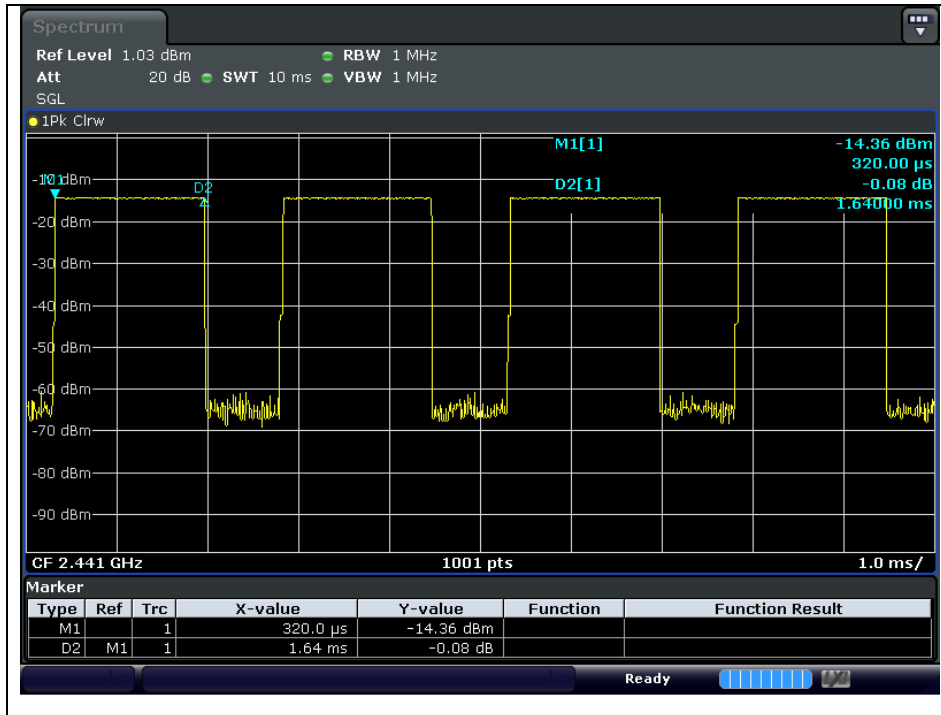 Spectrum
Ref Level 1.03 dBm RBW 1 MHz
Att 20 dB SWT 10 ms VBW 1 MHz
SGL
1Pk Clrw
M1[1] -14.36 dBm
320.00 µs
D2[1] -0.08 dB
1.64000 ms
M1
D2
-10 dBm
-20 dBm
-30 dBm
-40 dBm
-50 dBm
-60 dBm
-70 dBm
-80 dBm
-90 dBm
CF 2.441 GHz 1001 pts 1.0 ms/
Marker
Type Ref Trc X-value Y-value Function Function Result
M1 1 320.0 µs -14.36 dBm
D2 M1 1 1.64 ms -0.08 dB
Ready